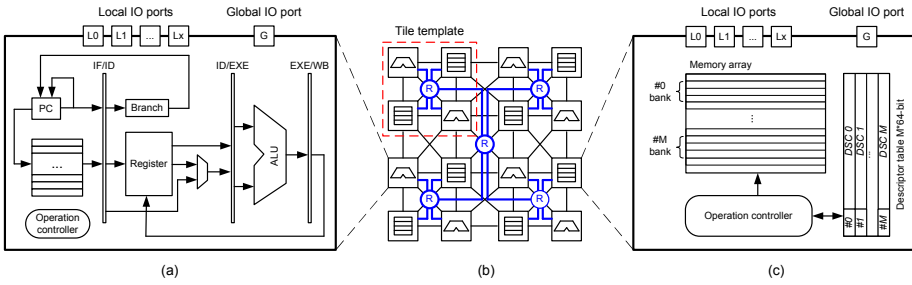 Local IO ports
Global IO port
L0 L1 ... Lx
G
IF/ID
ID/EXE
EXE/WB
PC
Branch
...
Register
ALU
Operation
controller
(a)
Tile template
R
R
R
R
R
(b)
Local IO ports
Global IO port
L0 L1 ... Lx
G
Memory array
#0
bank
...
#M
bank
Operation controller
DSC 0
DSC 1
...
DSC M
#0
#1
#M
Descriptor table M*64-bit
(c)